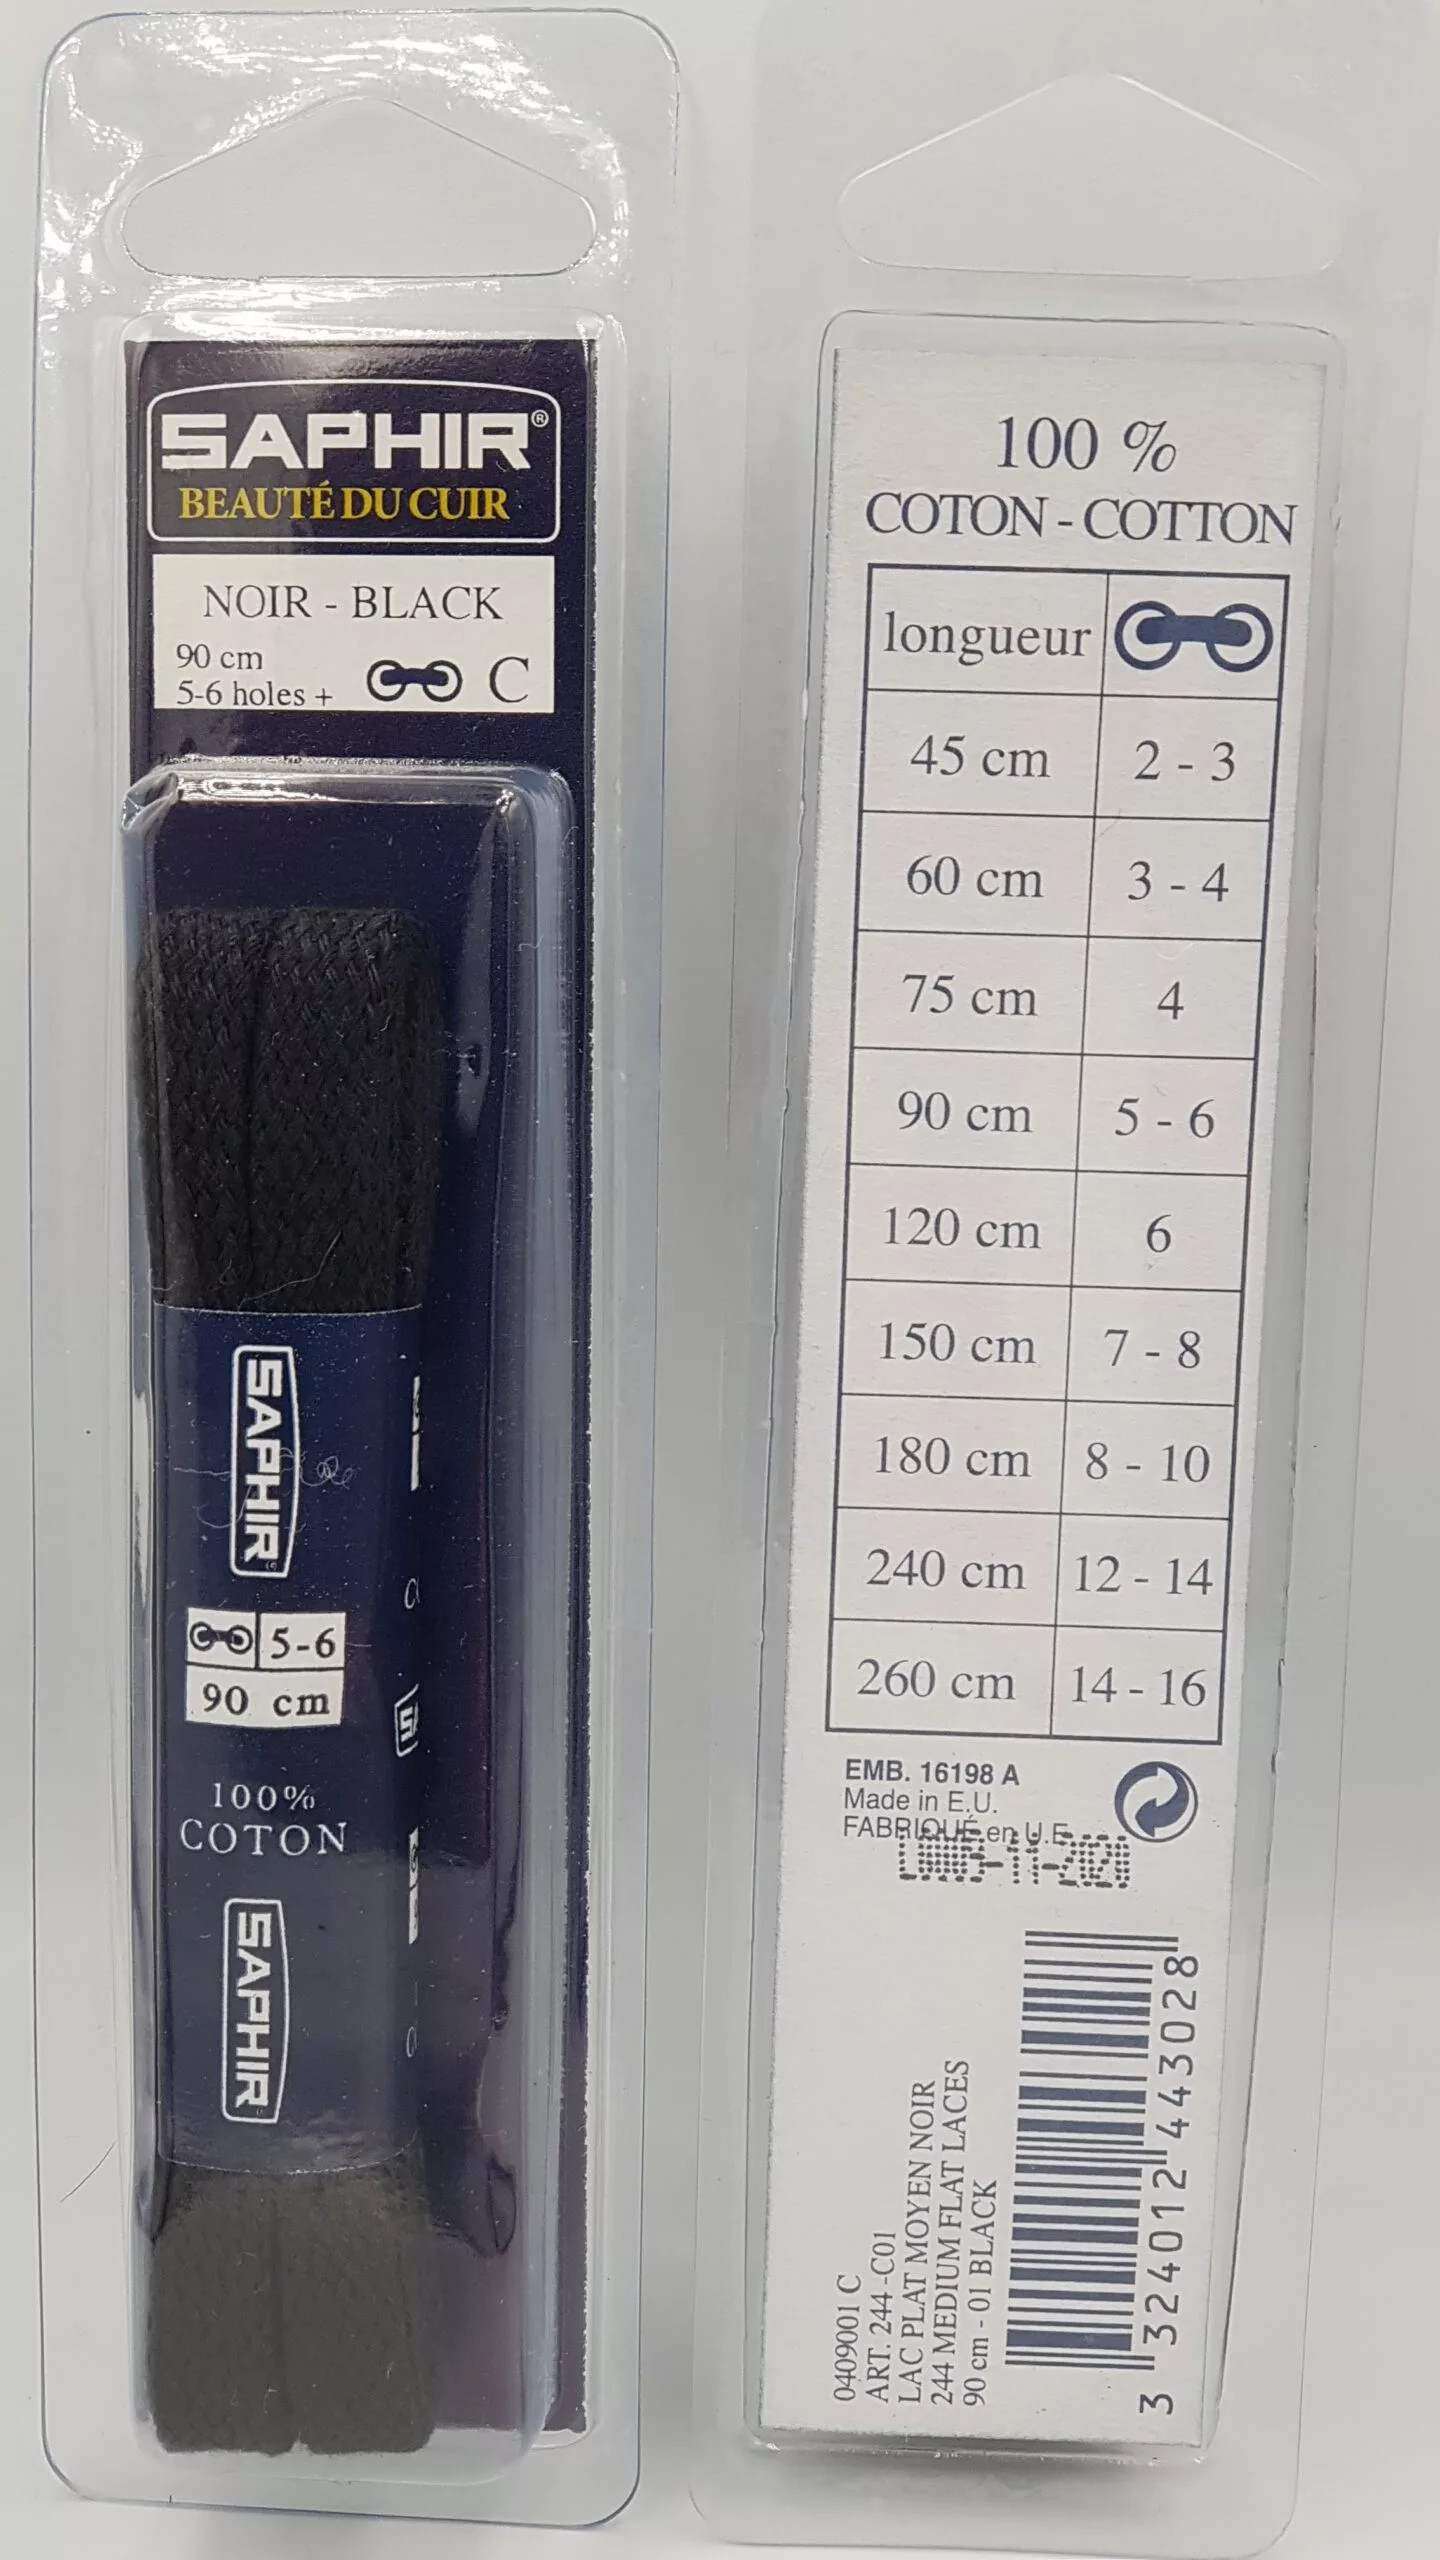 SAPHIR®
BEAUTÉ DU CUIR
NOIR - BLACK
90 cm
5-6 holes +
C
SAPHIR
5-6
90 cm
100%
COTON
SAPHIR
100 %
COTON - COTTON
longueur
45 cm 2 - 3
60 cm 3 - 4
75 cm 4
90 cm 5 - 6
120 cm 6
150 cm 7 - 8
180 cm 8 - 10
240 cm 12 - 14
260 cm 14 - 16
EMB. 16198 A
Made in E.U.
FABRIQUÉ en U.E.
0409001 C
ART. 244 -C01
LAC PLAT MOYEN NOIR
244 MEDIUM FLAT LACES
90 cm - 01 BLACK
3 324012 443028